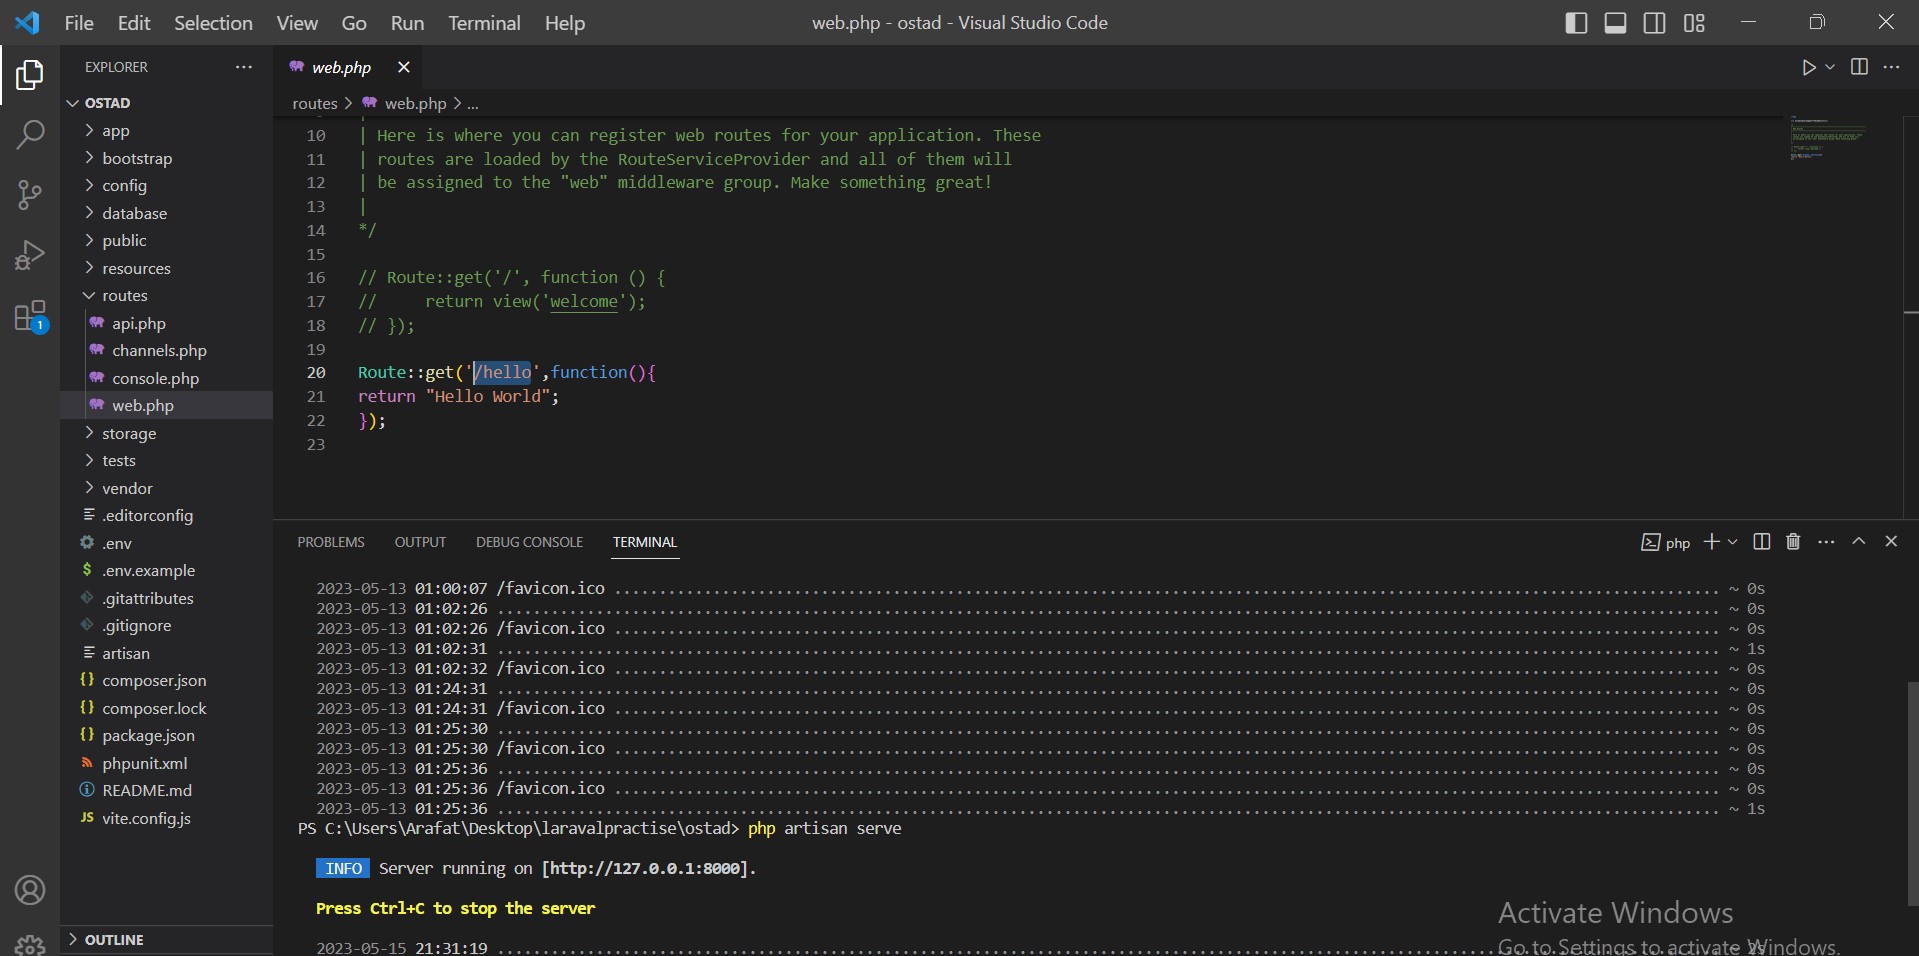 File Edit Selection View Go Run Terminal Help
web.php - ostad - Visual Studio Code
EXPLORER ···
web.php
OSTAD
app
bootstrap
config
database
public
resources
routes
api.php
channels.php
console.php
web.php
storage
tests
vendor
.editorconfig
.env
.env.example
.gitattributes
.gitignore
artisan
composer.json
composer.lock
package.json
phpunit.xml
README.md
JS vite.config.js
OUTLINE
1
routes > web.php > ...
10 | Here is where you can register web routes for your application. These
11 | routes are loaded by the RouteServiceProvider and all of them will
12 | be assigned to the "web" middleware group. Make something great!
13 |
14 */
15
16 // Route::get('/', function () {
17 //     return view('welcome');
18 // });
19
20 Route::get('/hello',function(){
21 return "Hello World";
22 });
23
PROBLEMS OUTPUT DEBUG CONSOLE TERMINAL
php
2023-05-13 01:00:07 /favicon.ico ........ ~ 0s
2023-05-13 01:02:26 ........ ~ 0s
2023-05-13 01:02:26 /favicon.ico ........ ~ 0s
2023-05-13 01:02:31 ........ ~ 1s
2023-05-13 01:02:32 /favicon.ico ........ ~ 0s
2023-05-13 01:24:31 ........ ~ 0s
2023-05-13 01:24:31 /favicon.ico ........ ~ 0s
2023-05-13 01:25:30 ........ ~ 0s
2023-05-13 01:25:30 /favicon.ico ........ ~ 0s
2023-05-13 01:25:36 ........ ~ 0s
2023-05-13 01:25:36 /favicon.ico ........ ~ 0s
2023-05-13 01:25:36 ........ ~ 1s
PS C:\Users\Arafat\Desktop\laravalpractise\ostad> php artisan serve
INFO Server running on [http://127.0.0.1:8000].
Press Ctrl+C to stop the server
2023-05-15 21:31:19 ........ ~ 2s
Activate Windows
Go to Settings to activate Windows.